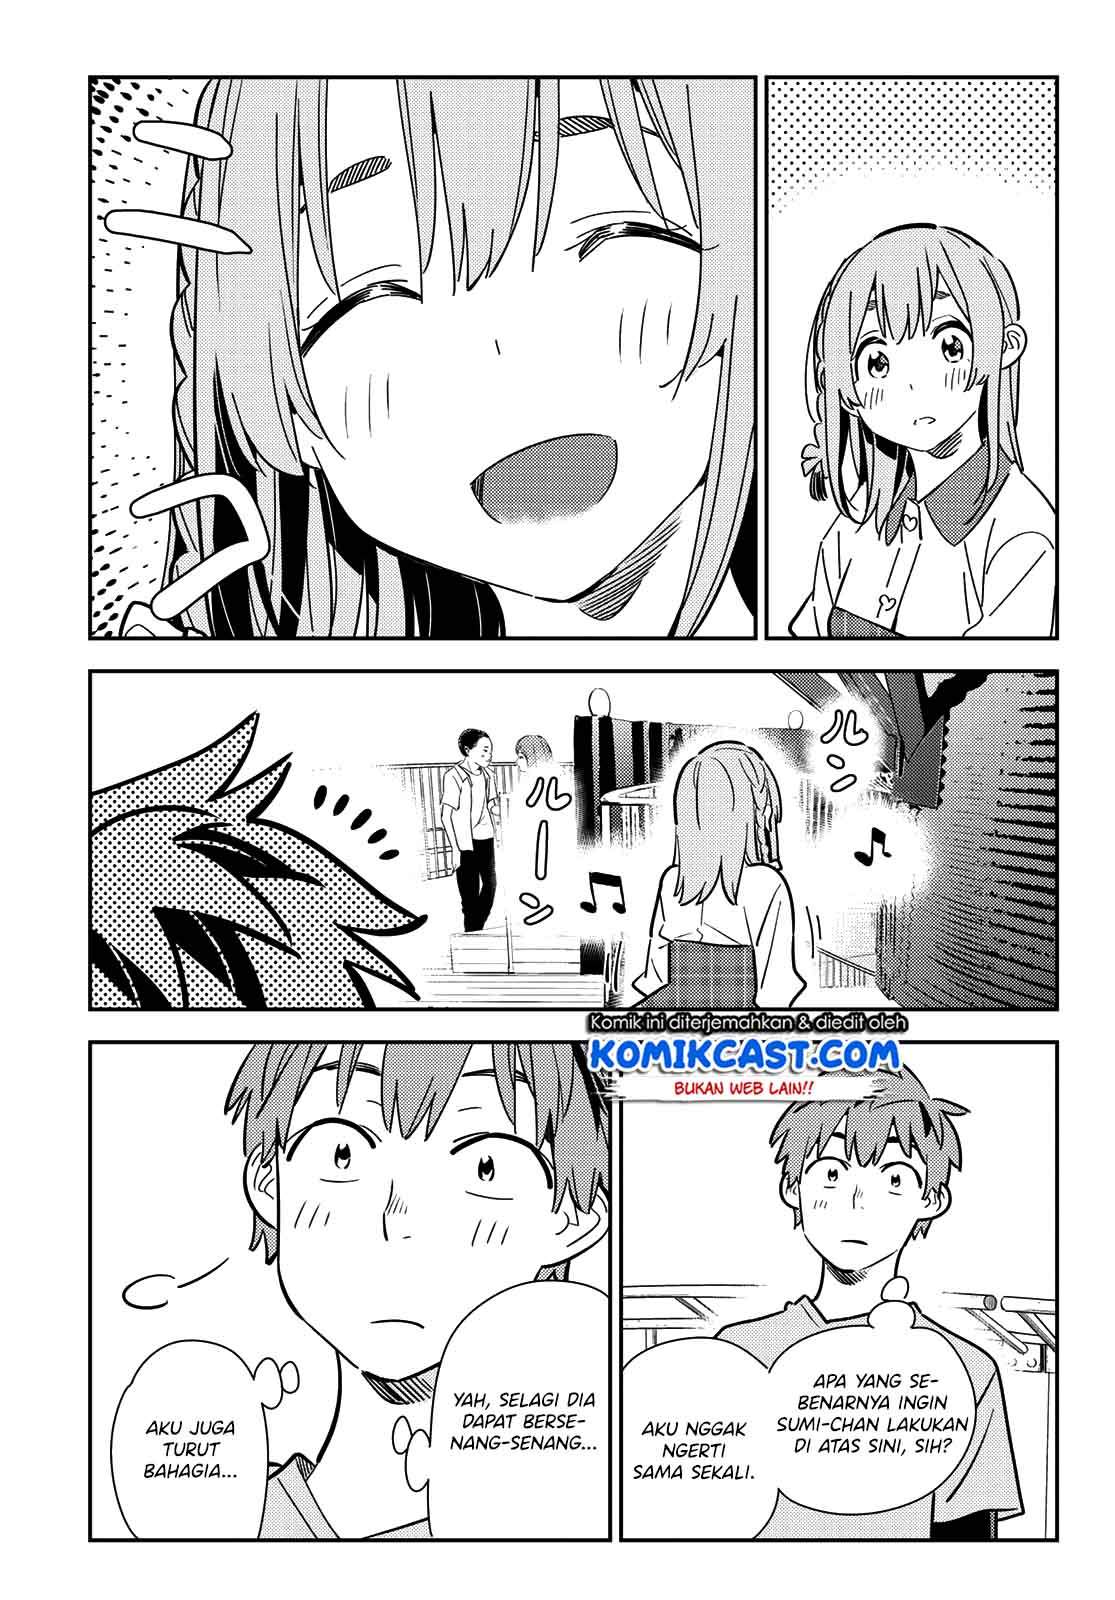 ルンッ
ルーン
Komik ini diterjemahkan & diedit oleh
KOMIKCAST.COM
BUKAN WEB LAIN!!
APA YANG SE-
BENARNYA INGIN
SUMI-CHAN LAKUKAN
DI ATAS SINI, SIH?
AKU NGGAK
NGERTI
SAMA SEKALI.
YAH, SELAGI DIA
DAPAT BERSE-
NANG-SENANG...
AKU JUGA
TURUT
BAHAGIA...